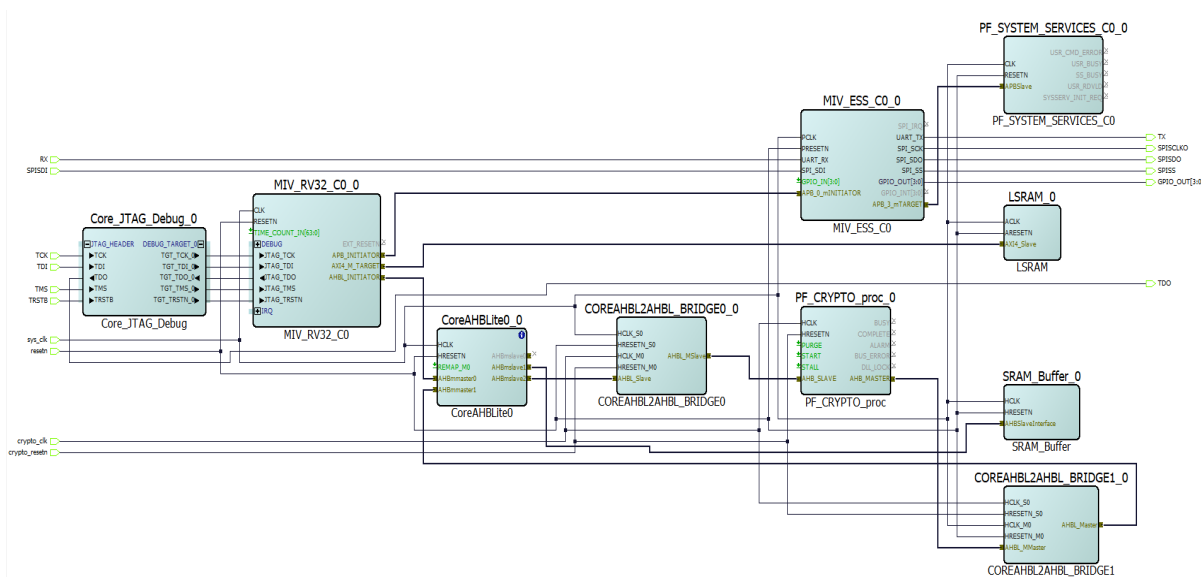 PF_SYSTEM_SERVICES_C0_0
USR_CMD_ERROR
CLK
USR_BUSY
RESETN
SS_BUSY
APBSlave
USR_RDVLD
SYSSERV_INIT_REQ
PF_SYSTEM_SERVICES_C0
MIV_ESS_C0_0
SPI_IRQ
PCLK
UART_TX
PRESETN
SPI_SCK
UART_RX
SPI_SDO
SPI_SDI
SPI_SS
GPIO_IN[3:0]
GPIO_OUT[3:0]
GPIO_INT[3:0]
APB_0_mINITIATOR
APB_3_mTARGET
MIV_ESS_C0
TX
SPISCLKO
SPISDO
SPISS
GPIO_OUT[3:0]
RX
SPISDI
MIV_RV32_C0_0
CLK
RESETN
TIME_COUNT_IN[63:0]
DEBUG
EXT_RESETN
JTAG_TCK
APB_INITIATOR
JTAG_TDI
AXI4_M_TARGET
JTAG_TDO
AHBL_INITIATOR
JTAG_TMS
JTAG_TRSTN
IRQ
MIV_RV32_C0
Core_JTAG_Debug_0
JTAG_HEADER
DEBUG_TARGET_0
TCK
TGT_TCK_0
TDI
TGT_TDI_0
TDO
TGT_TDO_0
TMS
TGT_TMS_0
TRSTB
TGT_TRSTN_0
Core_JTAG_Debug
TCK
TDI
TMS
TRSTB
sys_clk
resetn
crypto_clk
crypto_resetn
LSRAM_0
ACLK
ARESETN
AXI4_Slave
LSRAM
TDO
CoreAHBLite0_0
HCLK
HRESETN
AHBmslave0
REMAP_M0
AHBmslave1
AHBmmaster0
AHBmslave2
AHBmmaster1
CoreAHBLite0
COREAHBL2AHBL_BRIDGE0_0
HCLK_S0
HRESETN_S0
HCLK_M0
AHBL_MSlave
HRESETN_M0
AHBL_Slave
COREAHBL2AHBL_BRIDGE0
PF_CRYPTO_proc_0
HCLK
BUSY
HRESETN
COMPLETE
PURGE
ALARM
START
BUS_ERROR
STALL
DLL_LOCK
AHB_SLAVE
AHB_MASTER
PF_CRYPTO_proc
SRAM_Buffer_0
HCLK
HRESETN
AHBSlaveInterface
SRAM_Buffer
COREAHBL2AHBL_BRIDGE1_0
HCLK_S0
HRESETN_S0
HCLK_M0
AHBL_Master
HRESETN_M0
AHBL_MMaster
COREAHBL2AHBL_BRIDGE1